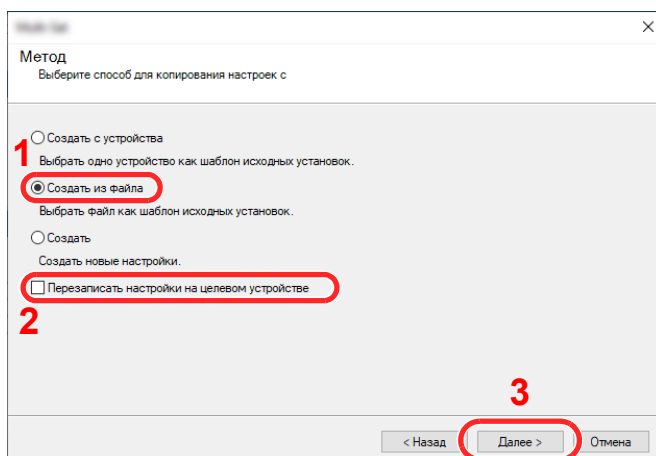 Метод
Выберите способ для копирования настроек с
Создать с устройства
1
Выбрать одно устройство как шаблон исходных установок.
Создать из файла
Выбрать файл как шаблон исходных установок.
Создать
Создать новые настройки.
Перезаписать настройки на целевом устройстве
2
3
< Назад Далее > Отмена